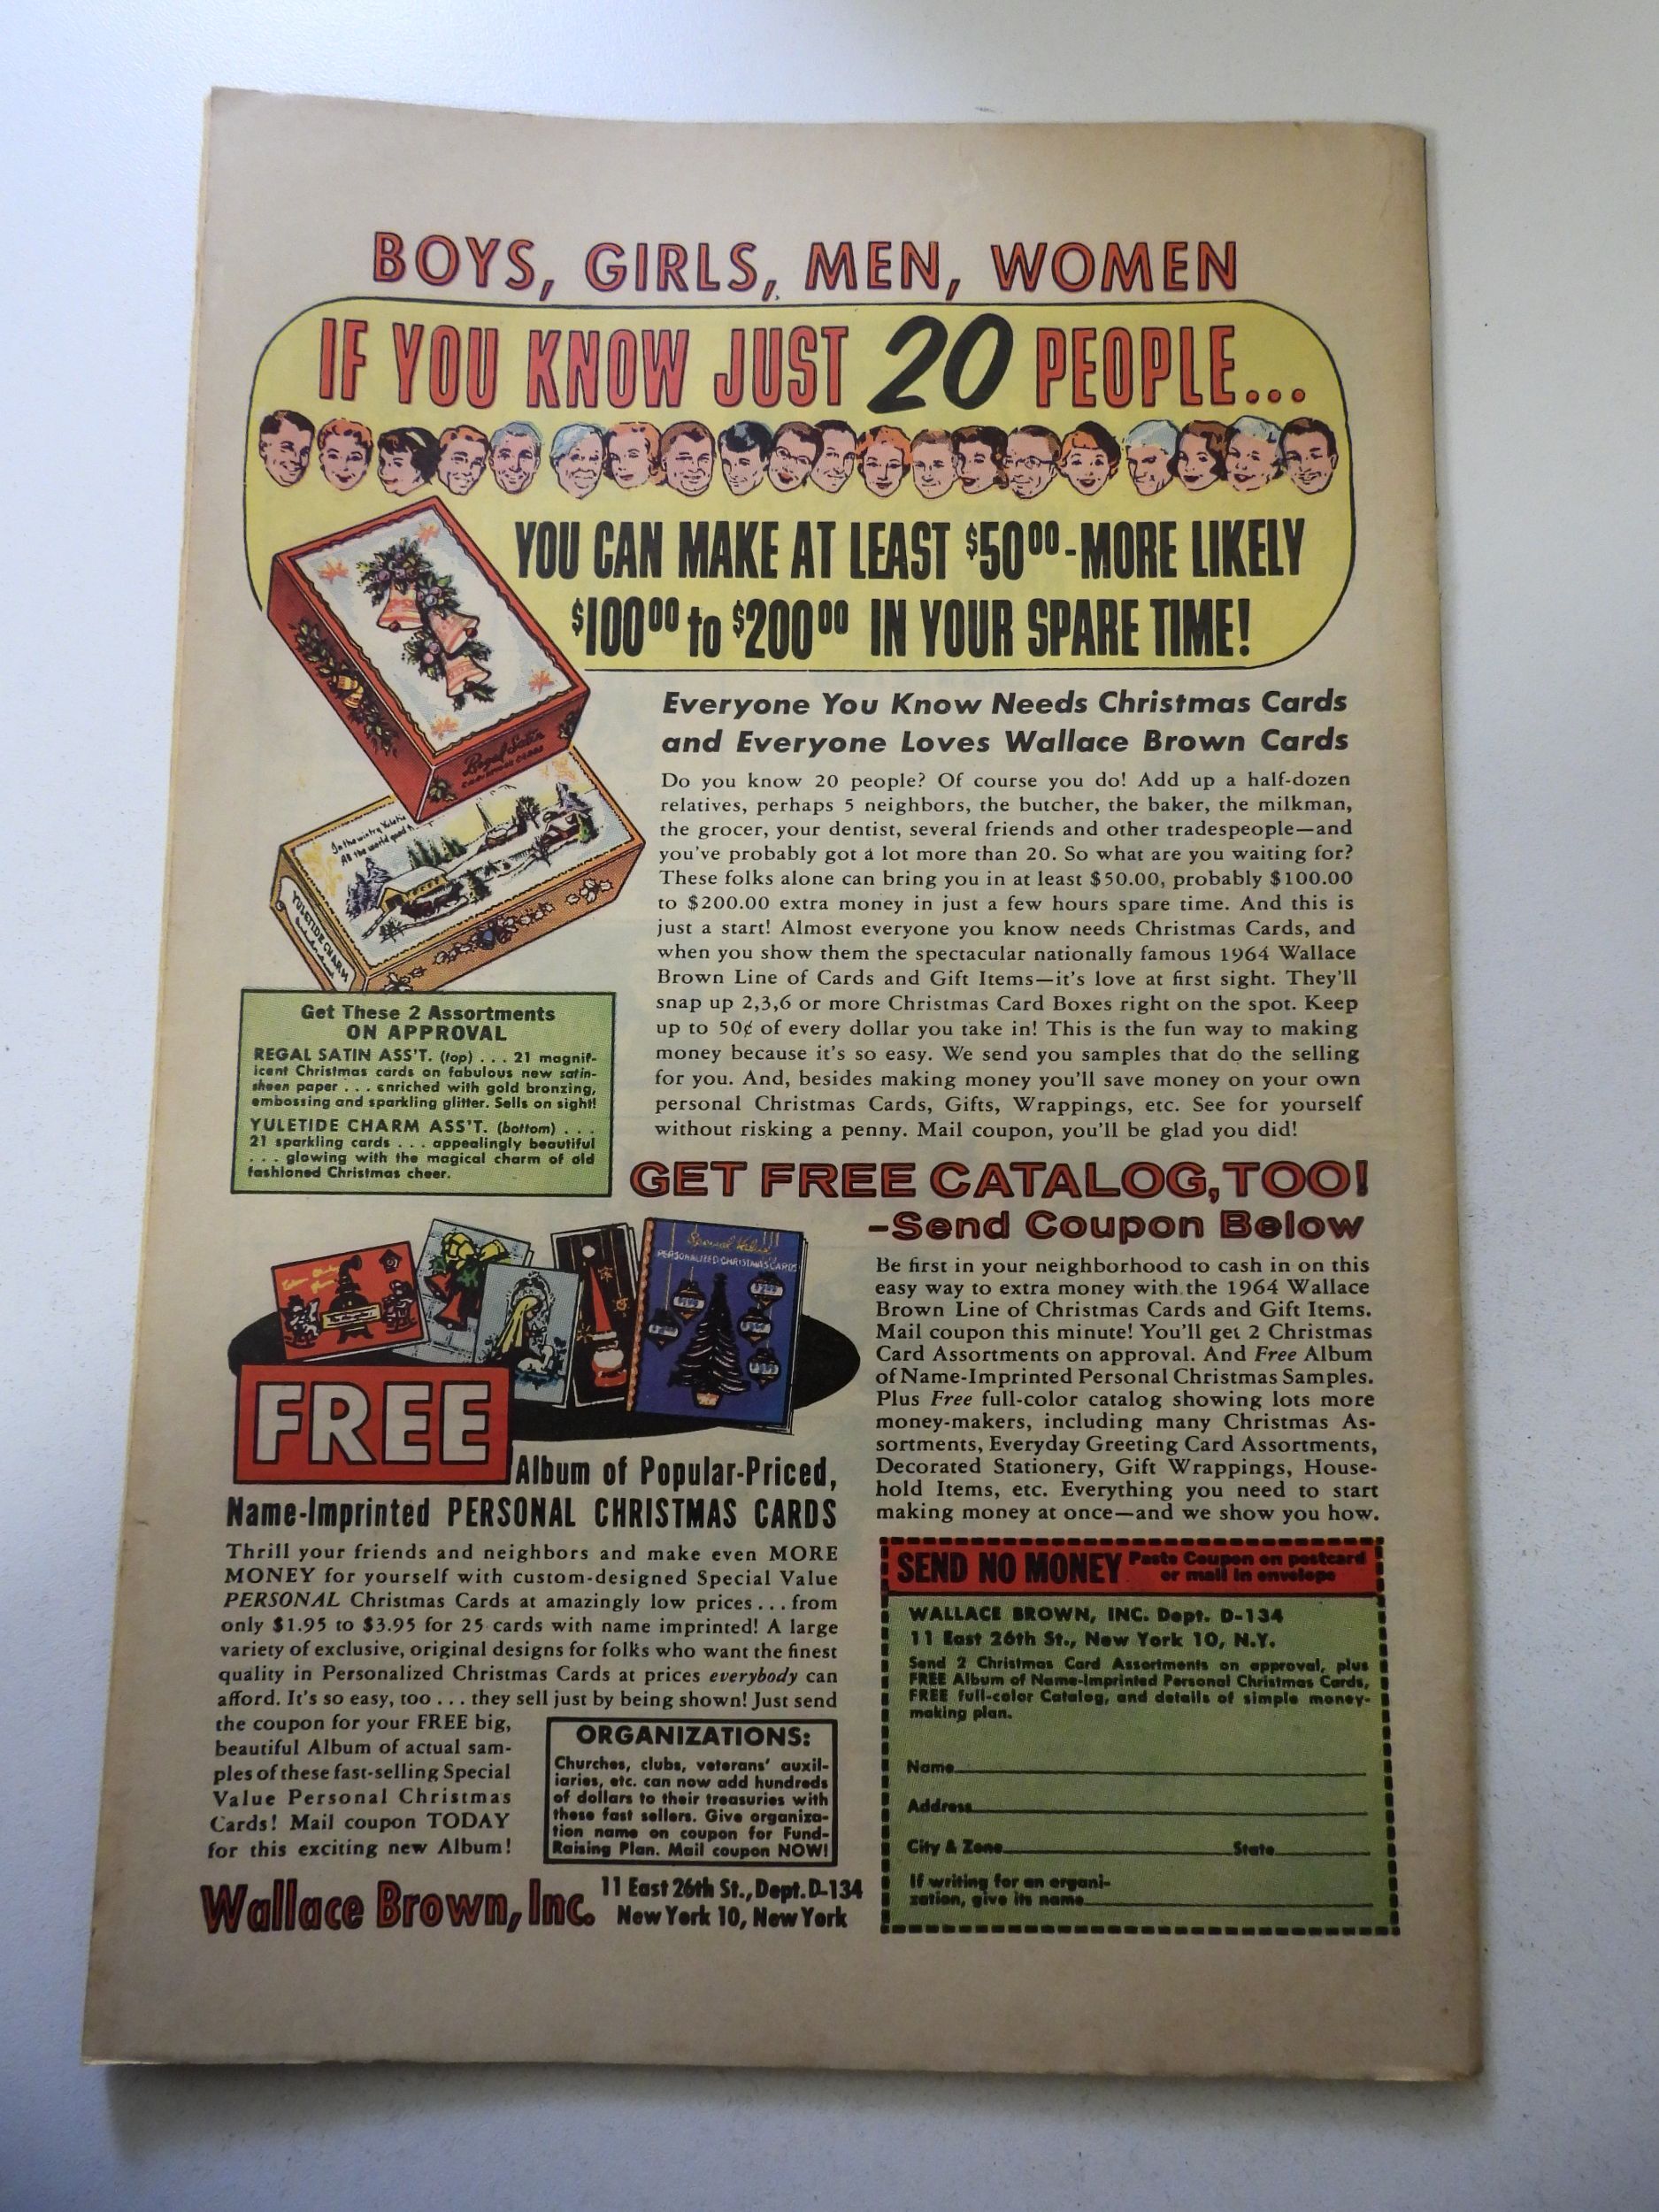 BOYS, GIRLS, MEN, WOMEN
IF YOU KNOW JUST 20 PEOPLE...
YOU CAN MAKE AT LEAST $50⁰⁰-MORE LIKELY
$100⁰⁰ to $200⁰⁰ IN YOUR SPARE TIME!
Regal Satin
In the wintry Yuletide
All the world
YULETIDE CHARM
Everyone You Know Needs Christmas Cards
and Everyone Loves Wallace Brown Cards
Do you know 20 people? Of course you do! Add up a half-dozen
relatives, perhaps 5 neighbors, the butcher, the baker, the milkman,
the grocer, your dentist, several friends and other tradespeople—and
you've probably got a lot more than 20. So what are you waiting for?
These folks alone can bring you in at least $50.00, probably $100.00
to $200.00 extra money in just a few hours spare time. And this is
just a start! Almost everyone you know needs Christmas Cards, and
when you show them the spectacular nationally famous 1964 Wallace
Brown Line of Cards and Gift Items—it's love at first sight. They'll
snap up 2,3,6 or more Christmas Card Boxes right on the spot. Keep
up to 50¢ of every dollar you take in! This is the fun way to making
money because it's so easy. We send you samples that do the selling
for you. And, besides making money you'll save money on your own
personal Christmas Cards, Gifts, Wrappings, etc. See for yourself
without risking a penny. Mail coupon, you'll be glad you did!
Get These 2 Assortments
ON APPROVAL
REGAL SATIN ASS'T. (top) . . . 21 magnif-
icent Christmas cards on fabulous new satin-
sheen paper . . . enriched with gold bronzing,
embossing and sparkling glitter. Sells on sight!
YULETIDE CHARM ASS'T. (bottom) . . .
21 sparkling cards . . . appealingly beautiful
. . . glowing with the magical charm of old
fashioned Christmas cheer.
GET FREE CATALOG, TOO!
-Send Coupon Below
Be first in your neighborhood to cash in on this
easy way to extra money with the 1964 Wallace
Brown Line of Christmas Cards and Gift Items.
Mail coupon this minute! You'll get 2 Christmas
Card Assortments on approval. And Free Album
of Name-Imprinted Personal Christmas Samples.
Plus Free full-color catalog showing lots more
money-makers, including many Christmas As-
sortments, Everyday Greeting Card Assortments,
Decorated Stationery, Gift Wrappings, House-
hold Items, etc. Everything you need to start
making money at once—and we show you how.
Special Value
PERSONALIZED CHRISTMAS CARDS
FREE
Album of Popular-Priced,
Name-Imprinted PERSONAL CHRISTMAS CARDS
Thrill your friends and neighbors and make even MORE
MONEY for yourself with custom-designed Special Value
PERSONAL Christmas Cards at amazingly low prices . . . from
only $1.95 to $3.95 for 25 cards with name imprinted! A large
variety of exclusive, original designs for folks who want the finest
quality in Personalized Christmas Cards at prices everybody can
afford. It's so easy, too . . . they sell just by being shown! Just send
the coupon for your FREE big,
beautiful Album of actual sam-
ples of these fast-selling Special
Value Personal Christmas
Cards! Mail coupon TODAY
for this exciting new Album!
ORGANIZATIONS:
Churches, clubs, veterans' auxil-
iaries, etc. can now add hundreds
of dollars to their treasuries with
these fast sellers. Give organiza-
tion name on coupon for Fund-
Raising Plan. Mail coupon NOW!
Wallace Brown, Inc.
11 East 26th St., Dept. D-134
New York 10, New York
SEND NO MONEY
Paste Coupon on postcard
or mail in envelope
WALLACE BROWN, INC. Dept. D-134
11 East 26th St., New York 10, N.Y.
Send 2 Christmas Card Assortments on approval, plus
FREE Album of Name-Imprinted Personal Christmas Cards,
FREE full-color Catalog, and details of simple money-
making plan.
Name
Address
City & Zone State
If writing for an organi-
zation, give its name